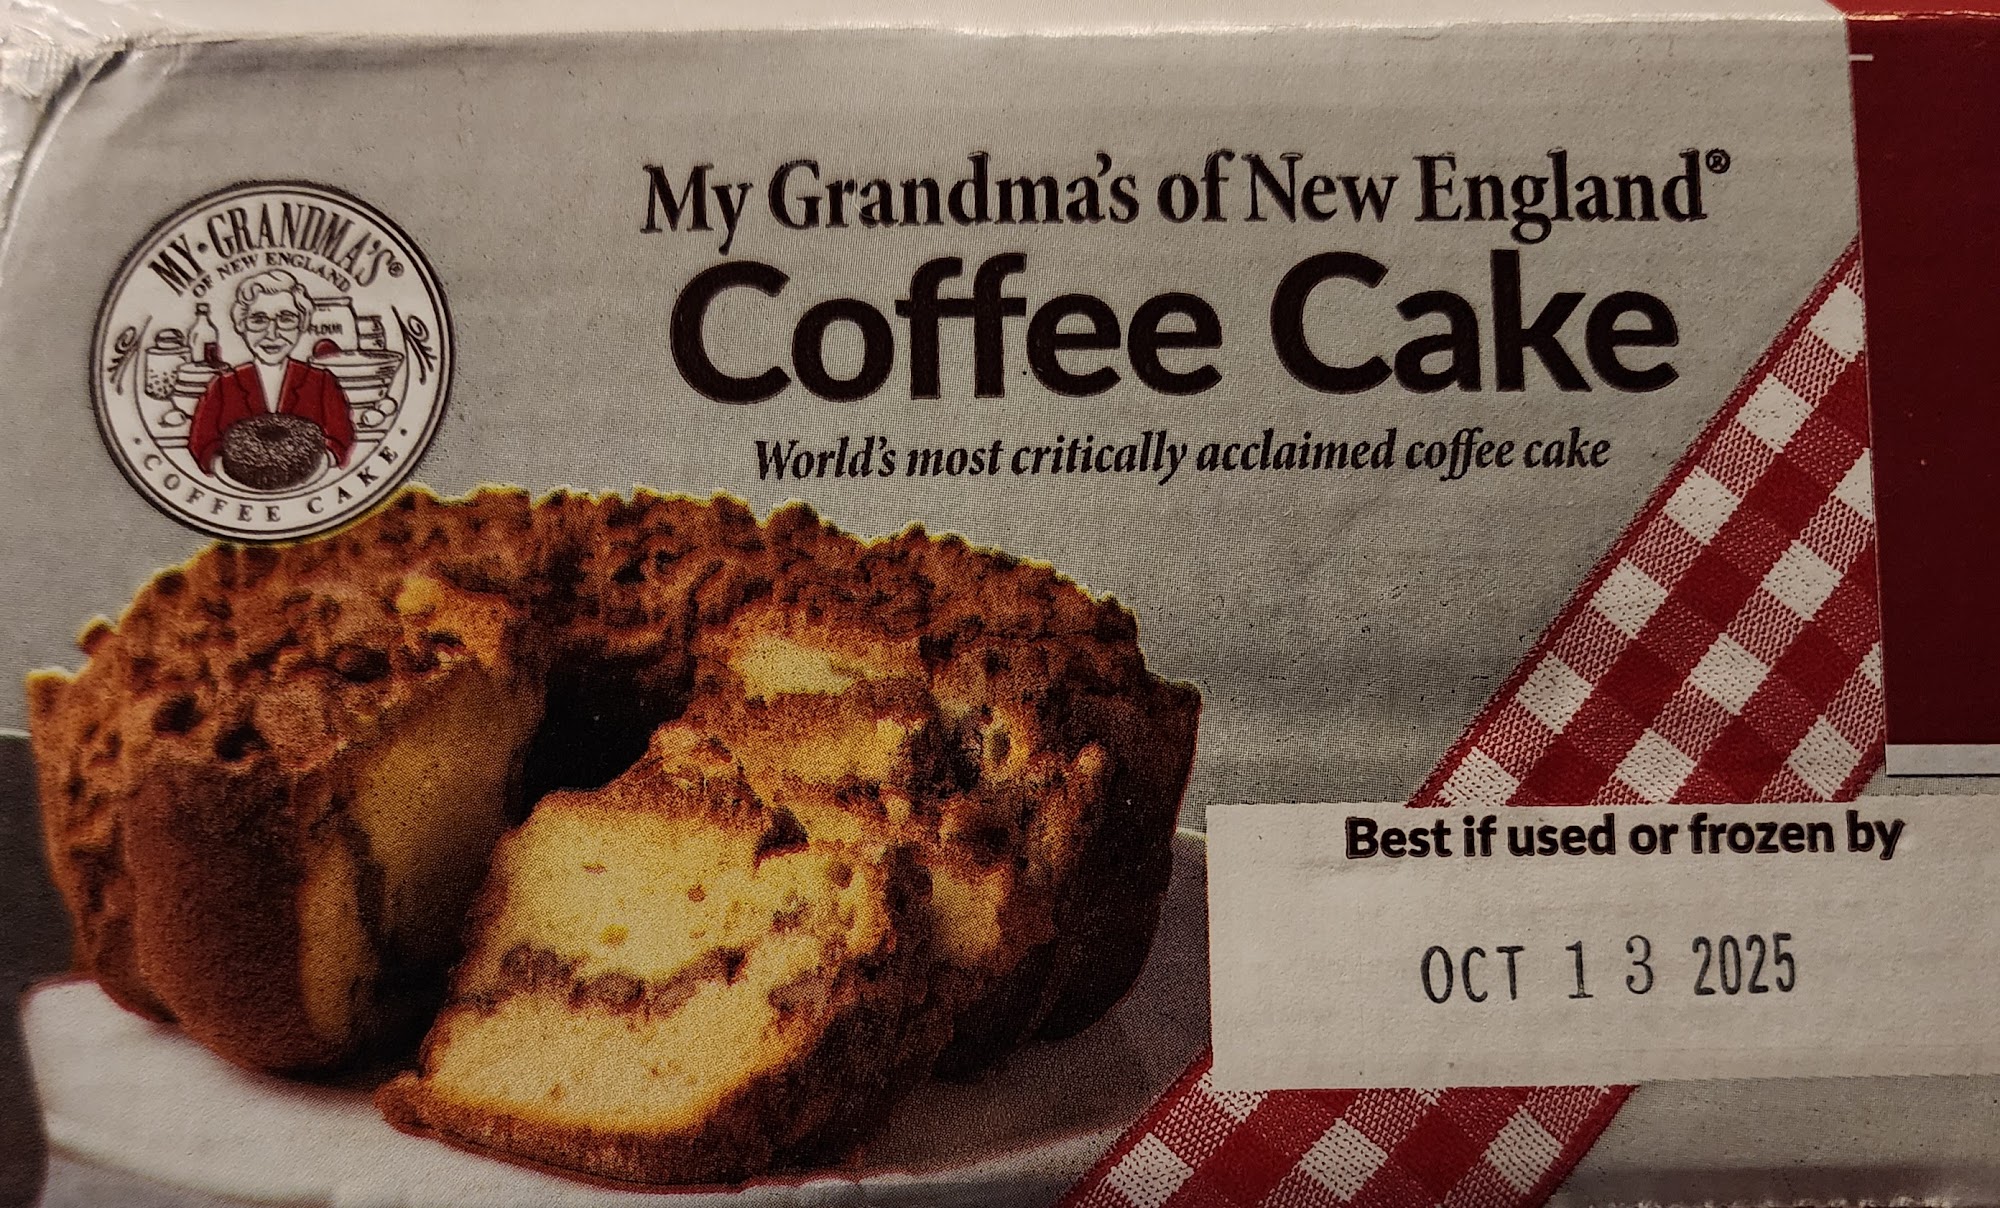 MY·GRANDMA'S®
OF NEW ENGLAND
FLOUR
· COFFEE CAKE ·
My Grandma's of New England®
Coffee Cake
World's most critically acclaimed coffee cake
Best if used or frozen by
OCT 1 3 2025